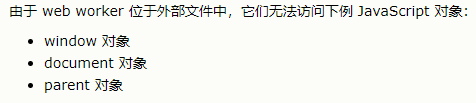 由于 web worker 位于外部文件中，它们无法访问下例 JavaScript 对象：
• window 对象
• document 对象
• parent 对象